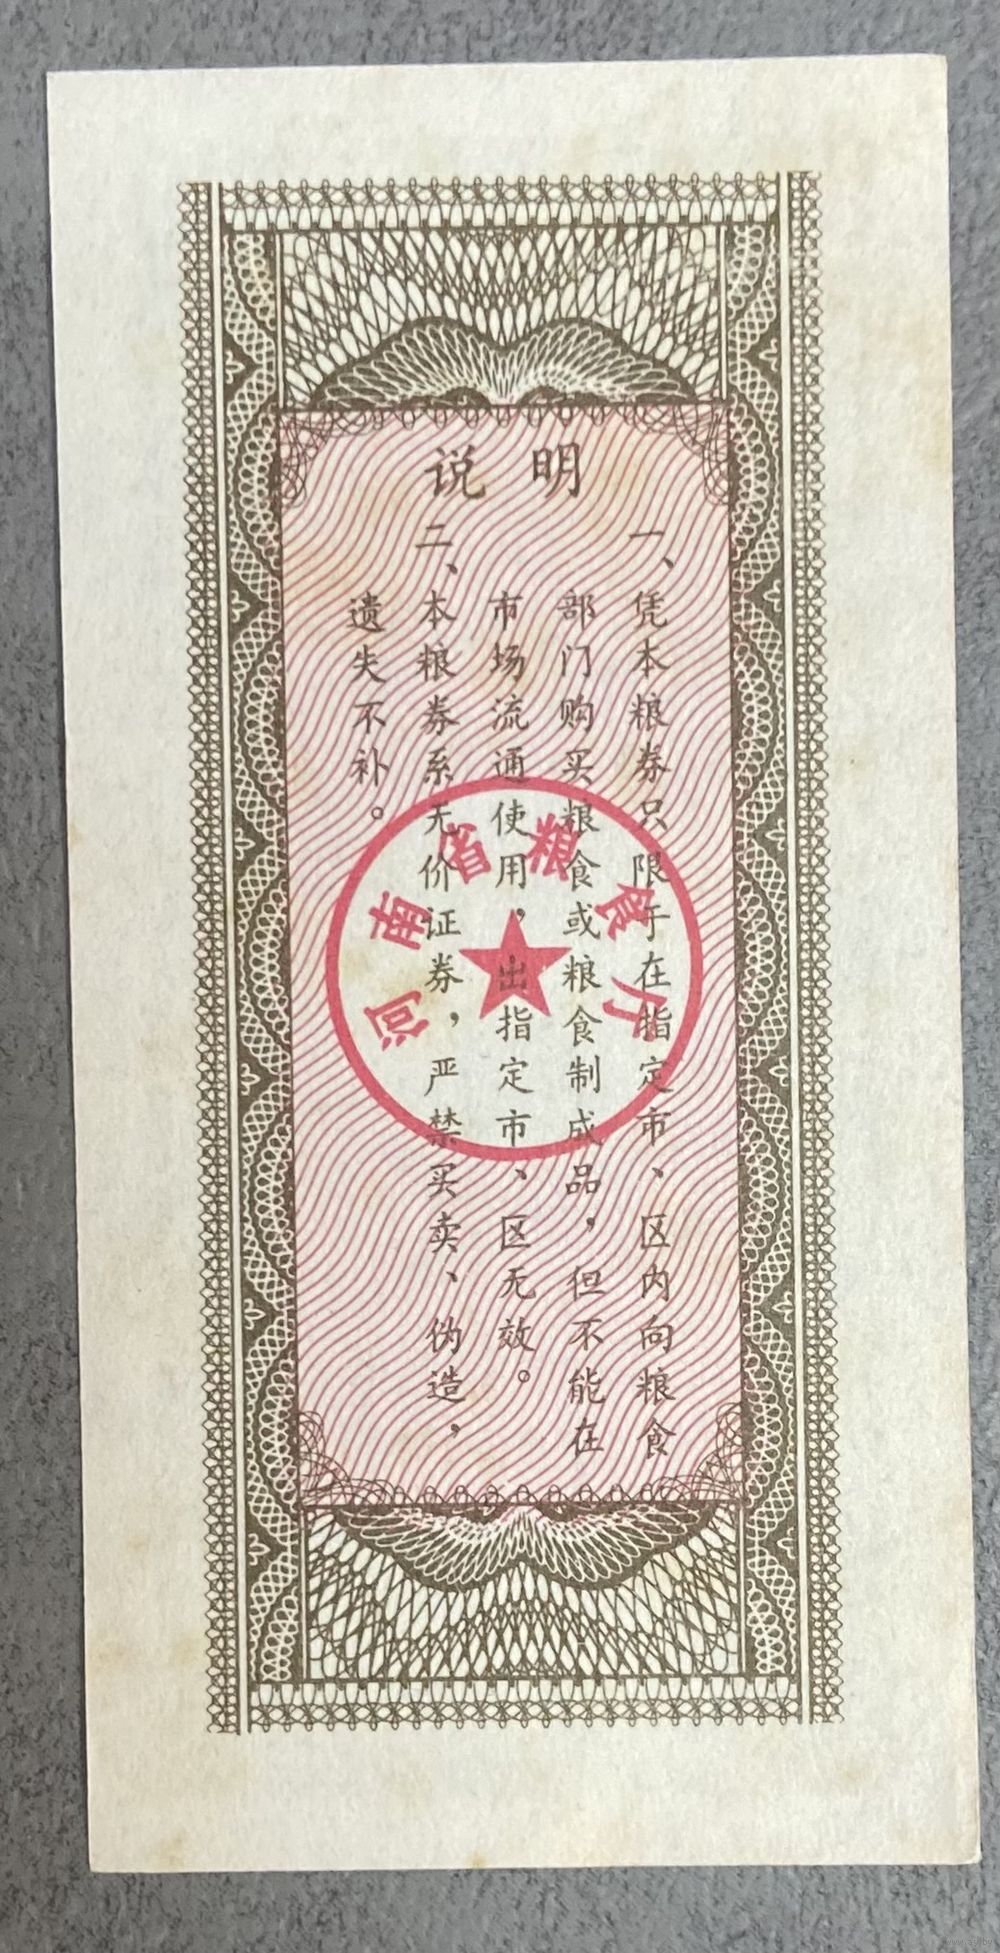 说明
一、凭本粮券只限于在指定市、区内向粮食
部门购买粮食或粮食制成品，但不能在
市场流通使用，出指定市、区无效。
二、本粮券系无价证券，严禁买卖、伪造，
遗失不补。
河南省粮食厅
www.ay.by